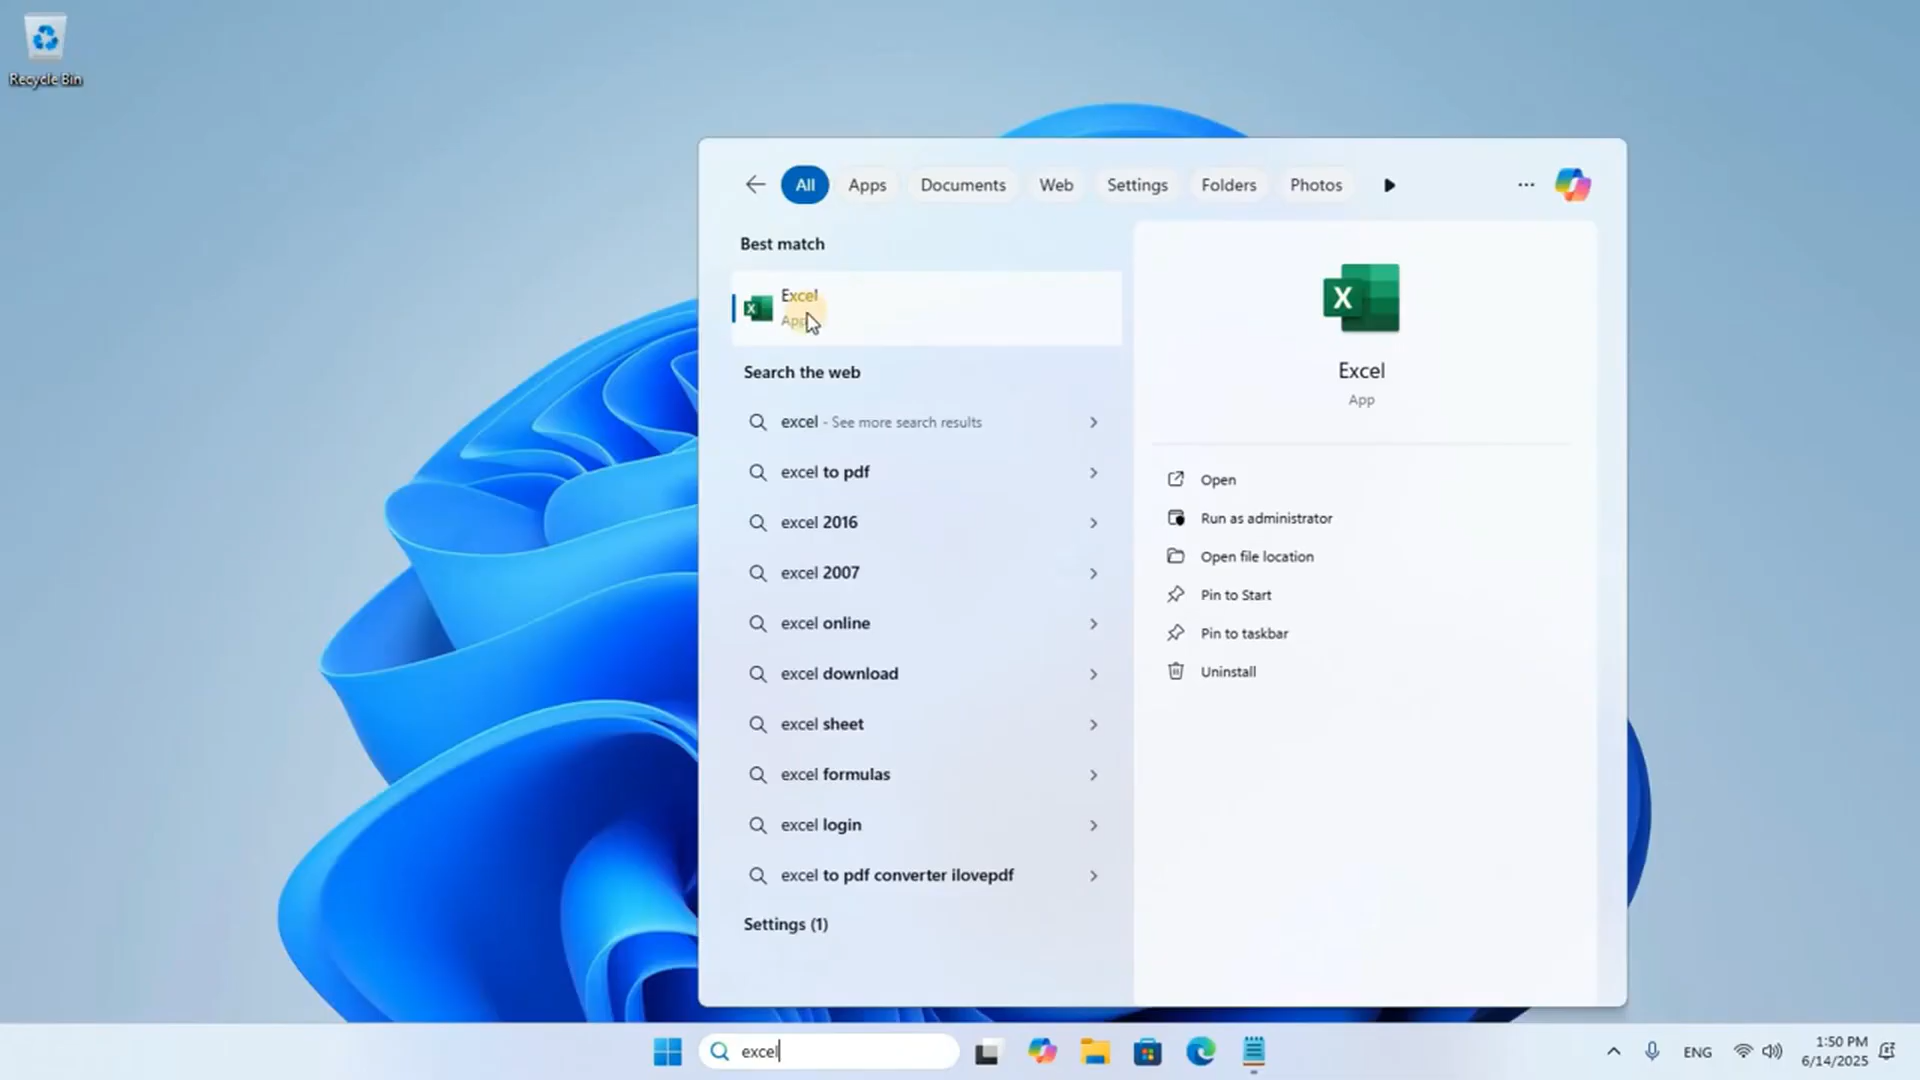 Recycle Bin
All
Apps
Documents
Web
Settings
Folders
Photos
Best match
Excel
App
Search the web
excel - See more search results
excel to pdf
excel 2016
excel 2007
excel online
excel download
excel sheet
excel formulas
excel login
excel to pdf converter ilovepdf
Settings (1)
X
Excel
App
Open
Run as administrator
Open file location
Pin to Start
Pin to taskbar
Uninstall
excel
ENG
1:50 PM
6/14/2025